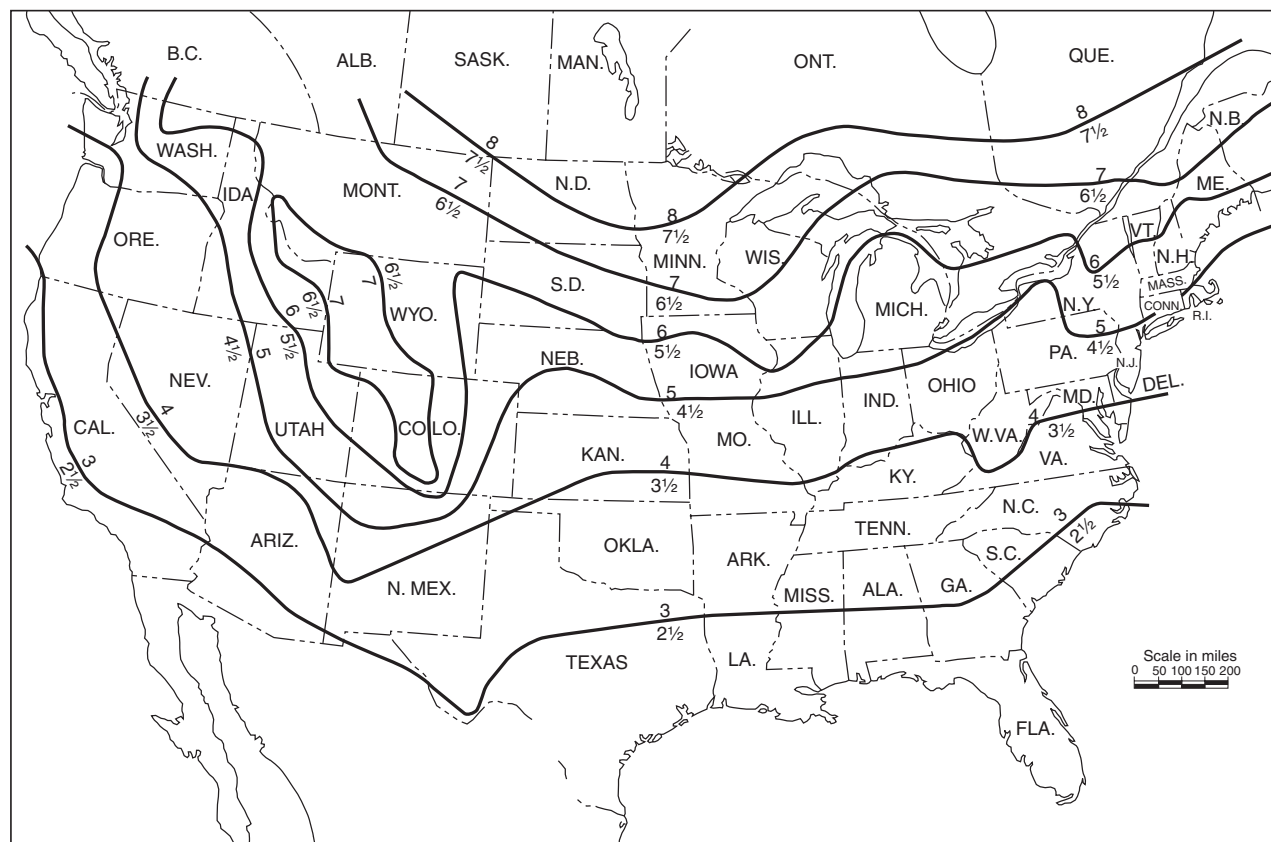 B.C.
ALB.
SASK.
MAN.
ONT.
QUE.
8
7½
8
7½
N.B.
WASH.
IDA.
MONT.
7
6½
N.D.
8
7½
MINN.
7
6½
ME.
ORE.
6½
7
WIS.
VT.
N.H.
6
5½
6½
7
WYO.
S.D.
7
6½
MICH.
N.Y.
MASS.
CONN.
R.I.
6
5½
5
4½
6
5½
NEB.
IOWA
PA.
5
4½
N.J.
NEV.
4
3½
UTAH
COLO.
5
4½
ILL.
IND.
OHIO
MD.
DEL.
CAL.
3
2½
KAN.
MO.
W.VA.
4
3½
VA.
4
3½
KY.
ARIZ.
N. MEX.
OKLA.
ARK.
TENN.
N.C.
3
2½
S.C.
MISS.
ALA.
GA.
3
2½
TEXAS
LA.
FLA.
Scale in miles
0 50 100 150 200